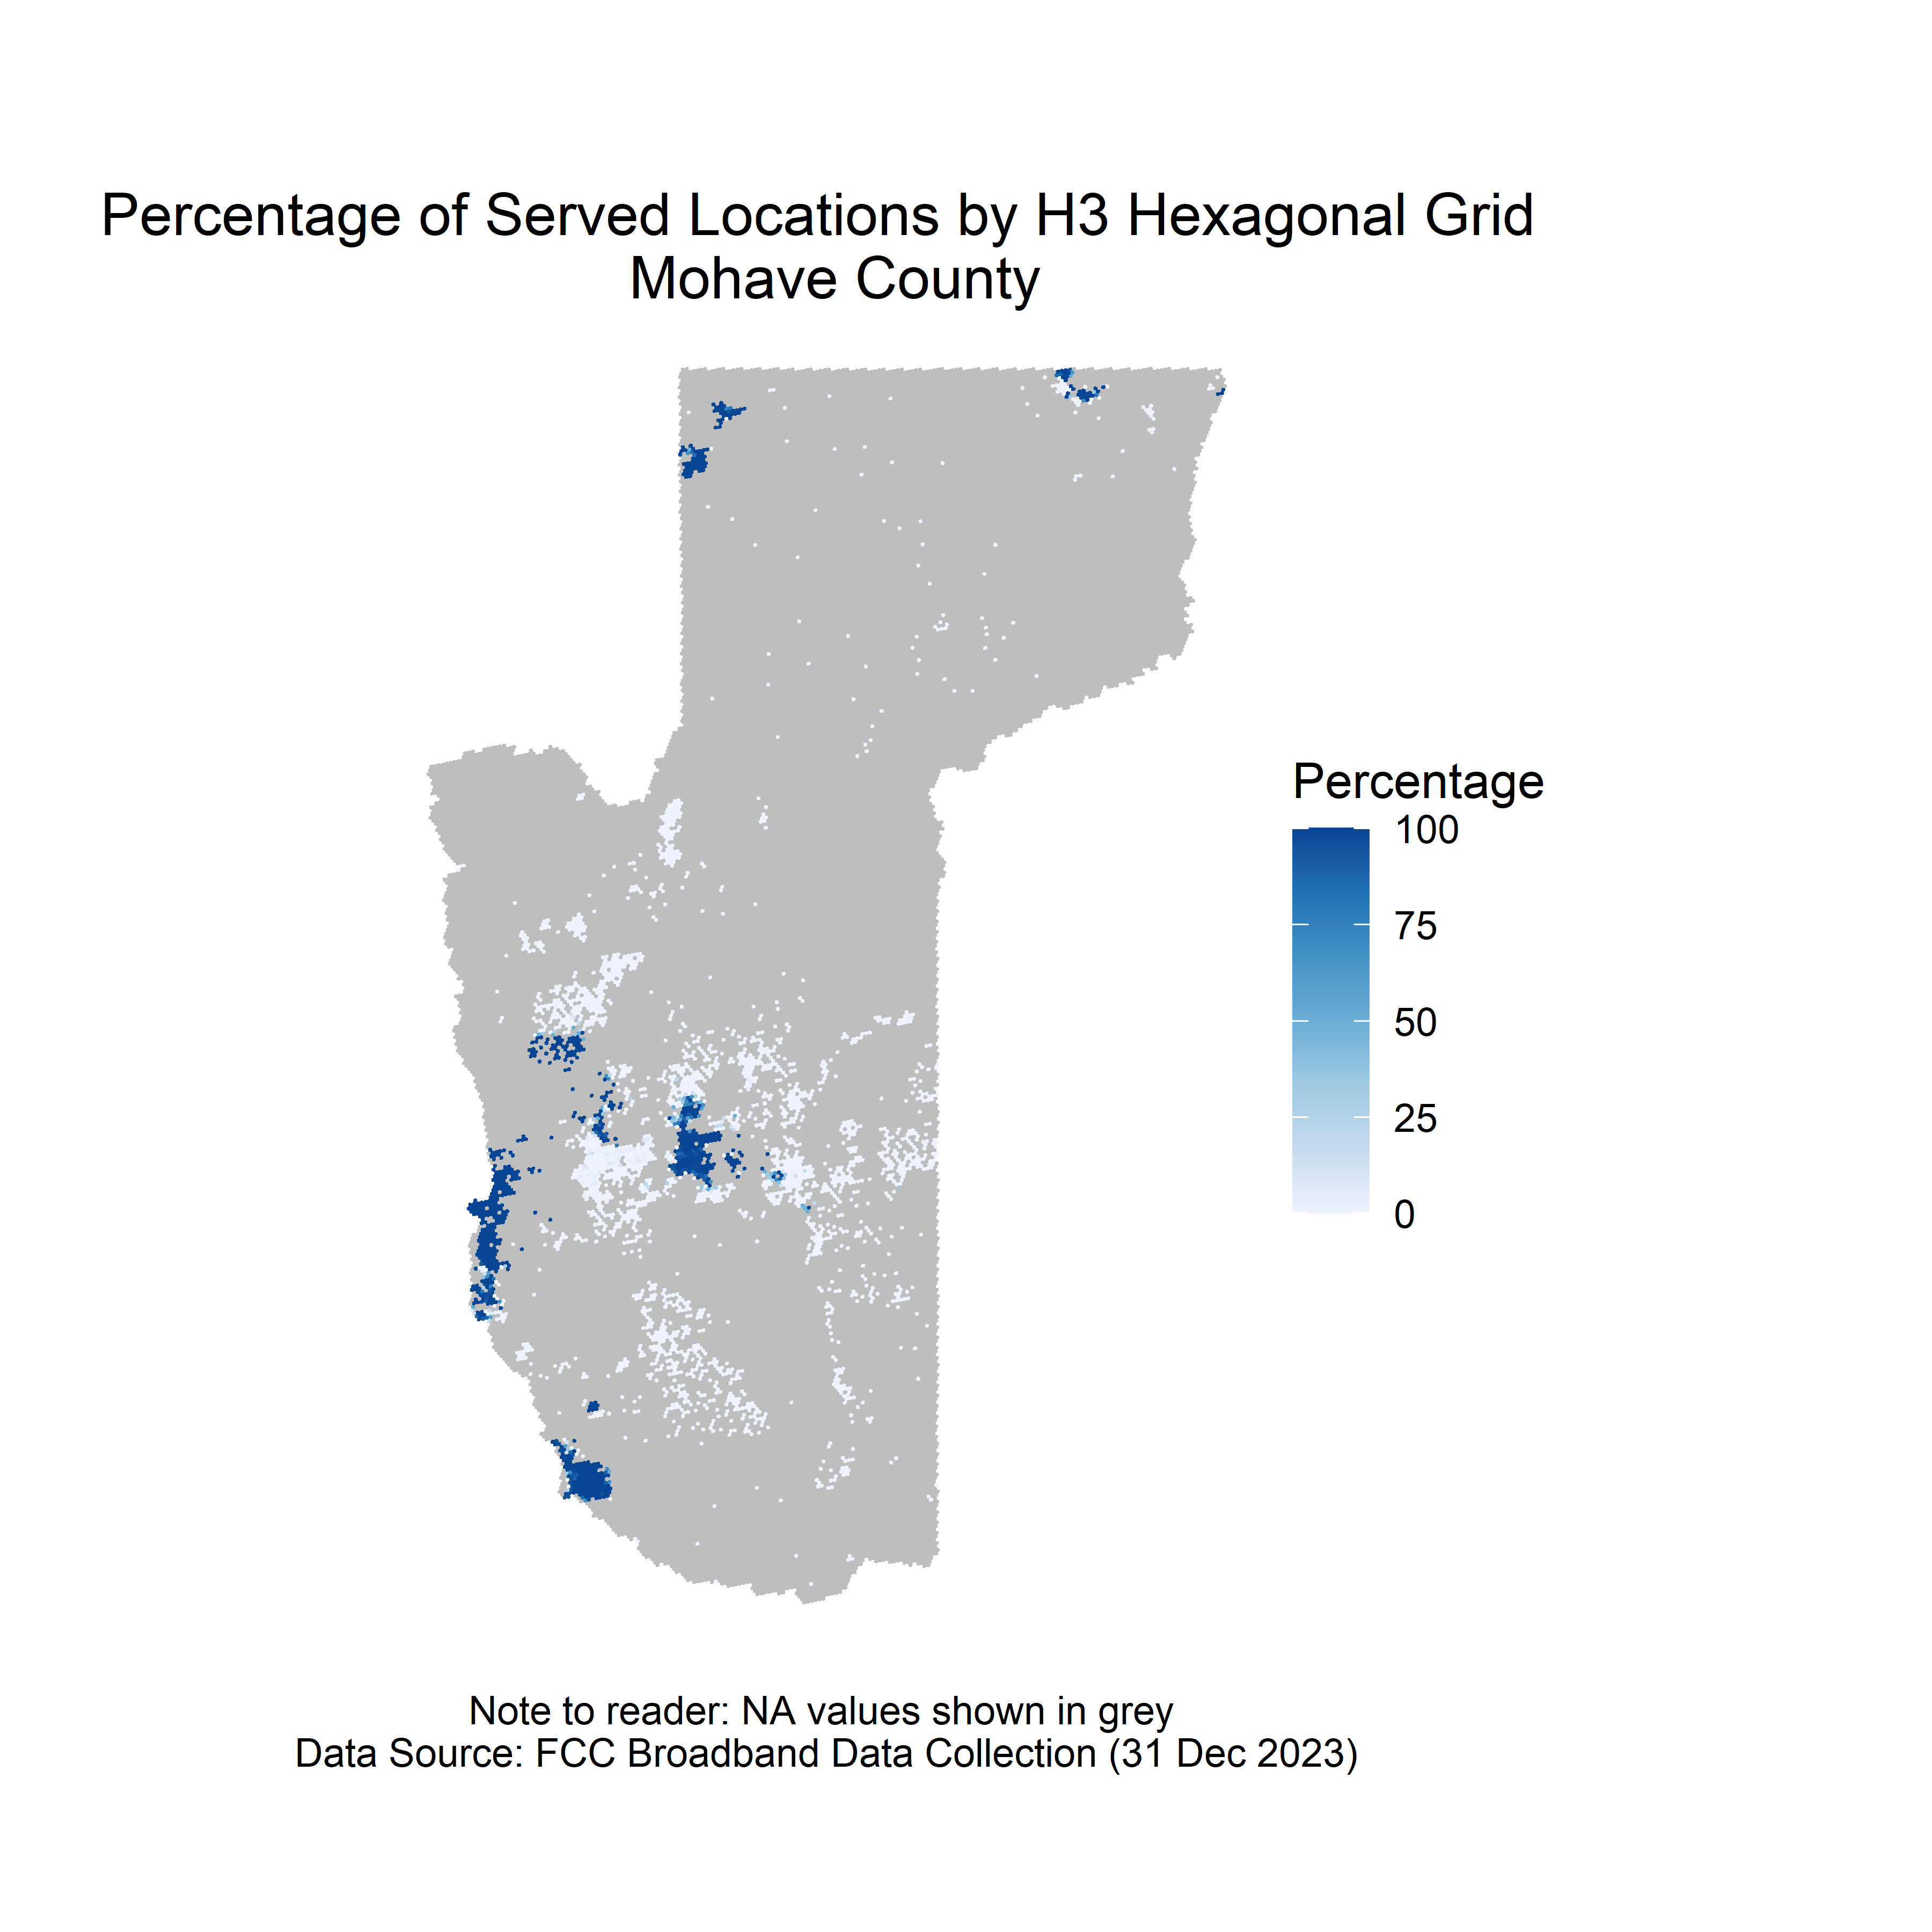 Percentage of Served Locations by H3 Hexagonal Grid
Mohave County
Percentage
100
75
50
25
0
Note to reader: NA values shown in grey
Data Source: FCC Broadband Data Collection (31 Dec 2023)